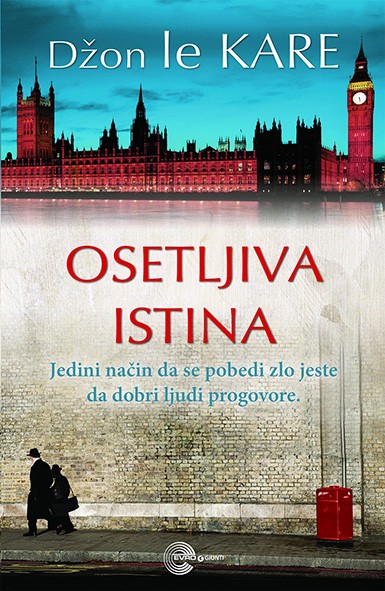 Džon le KARE
OSETLJIVA
ISTINA
Jedini način da se pobedi zlo jeste
da dobri ljudi progovore.
EVRO GIUNTI